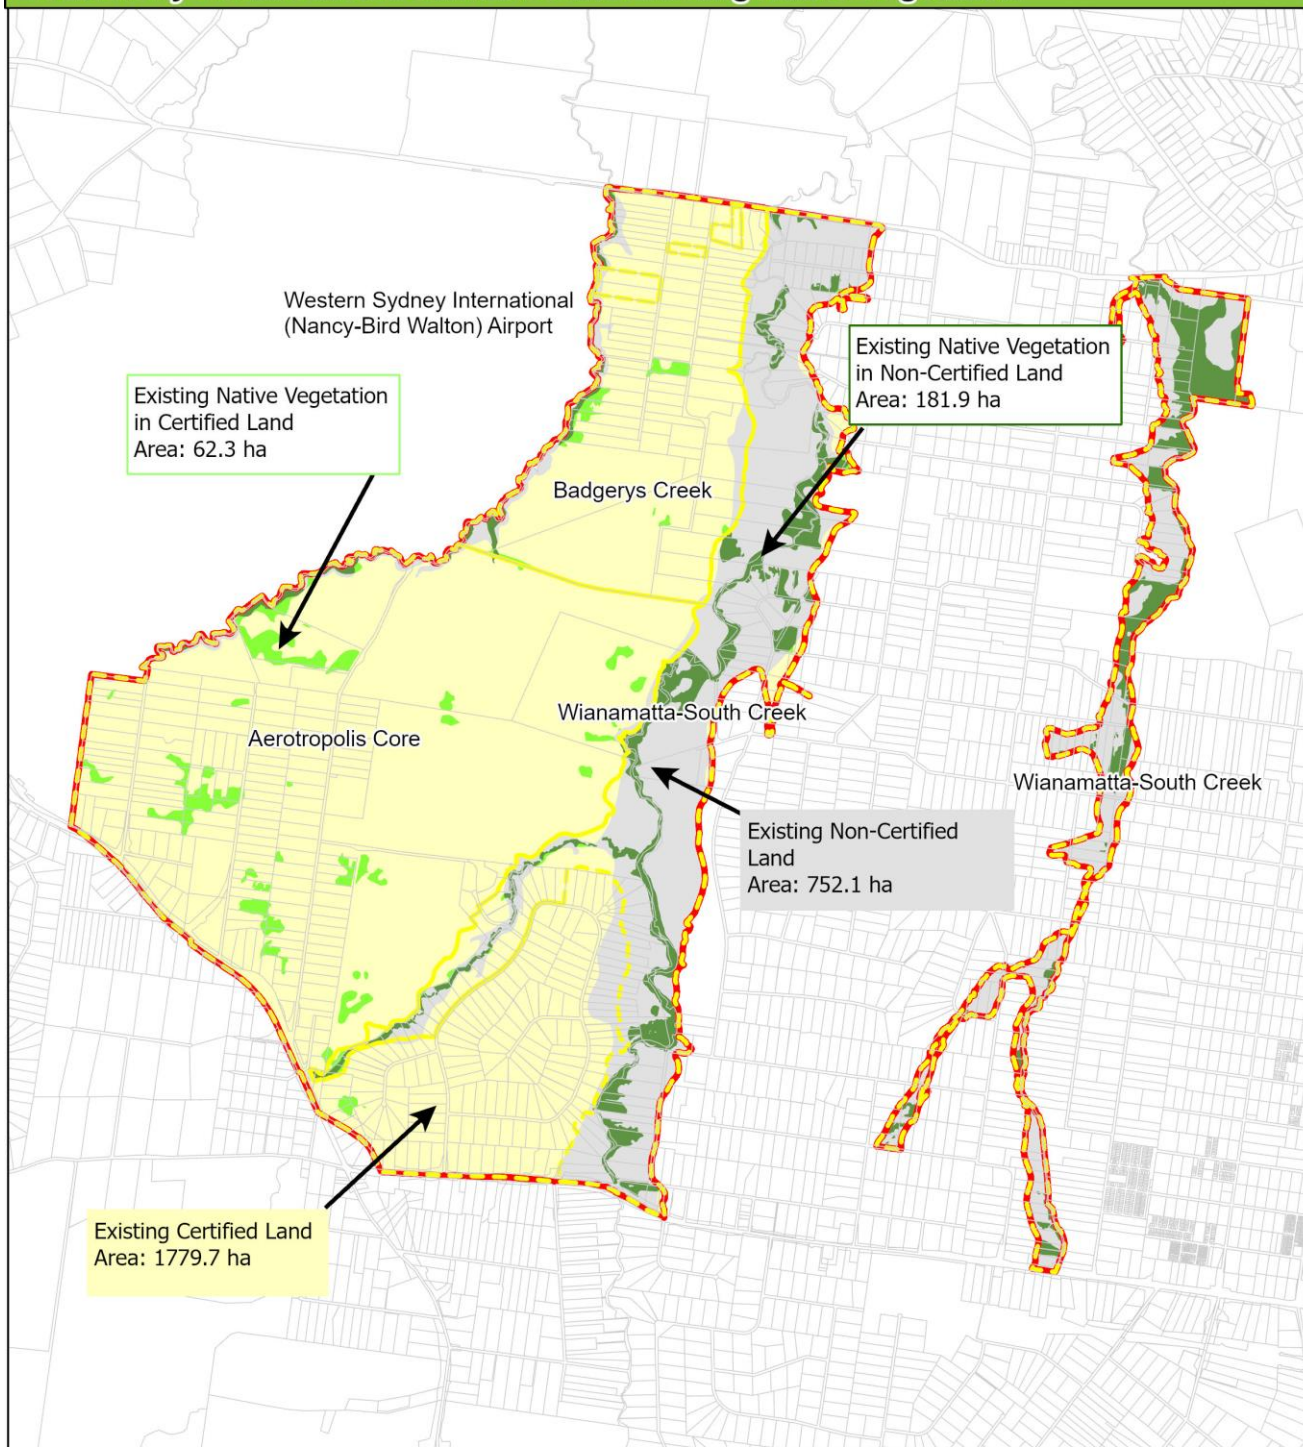 Western Sydney International
(Nancy-Bird Walton) Airport
Existing Native Vegetation
in Non-Certified Land
Area: 181.9 ha
Existing Native Vegetation
in Certified Land
Area: 62.3 ha
Badgerys Creek
Wianamatta-South Creek
Aerotropolis Core
Wianamatta-South Creek
Existing Non-Certified
Land
Area: 752.1 ha
Existing Certified Land
Area: 1779.7 ha